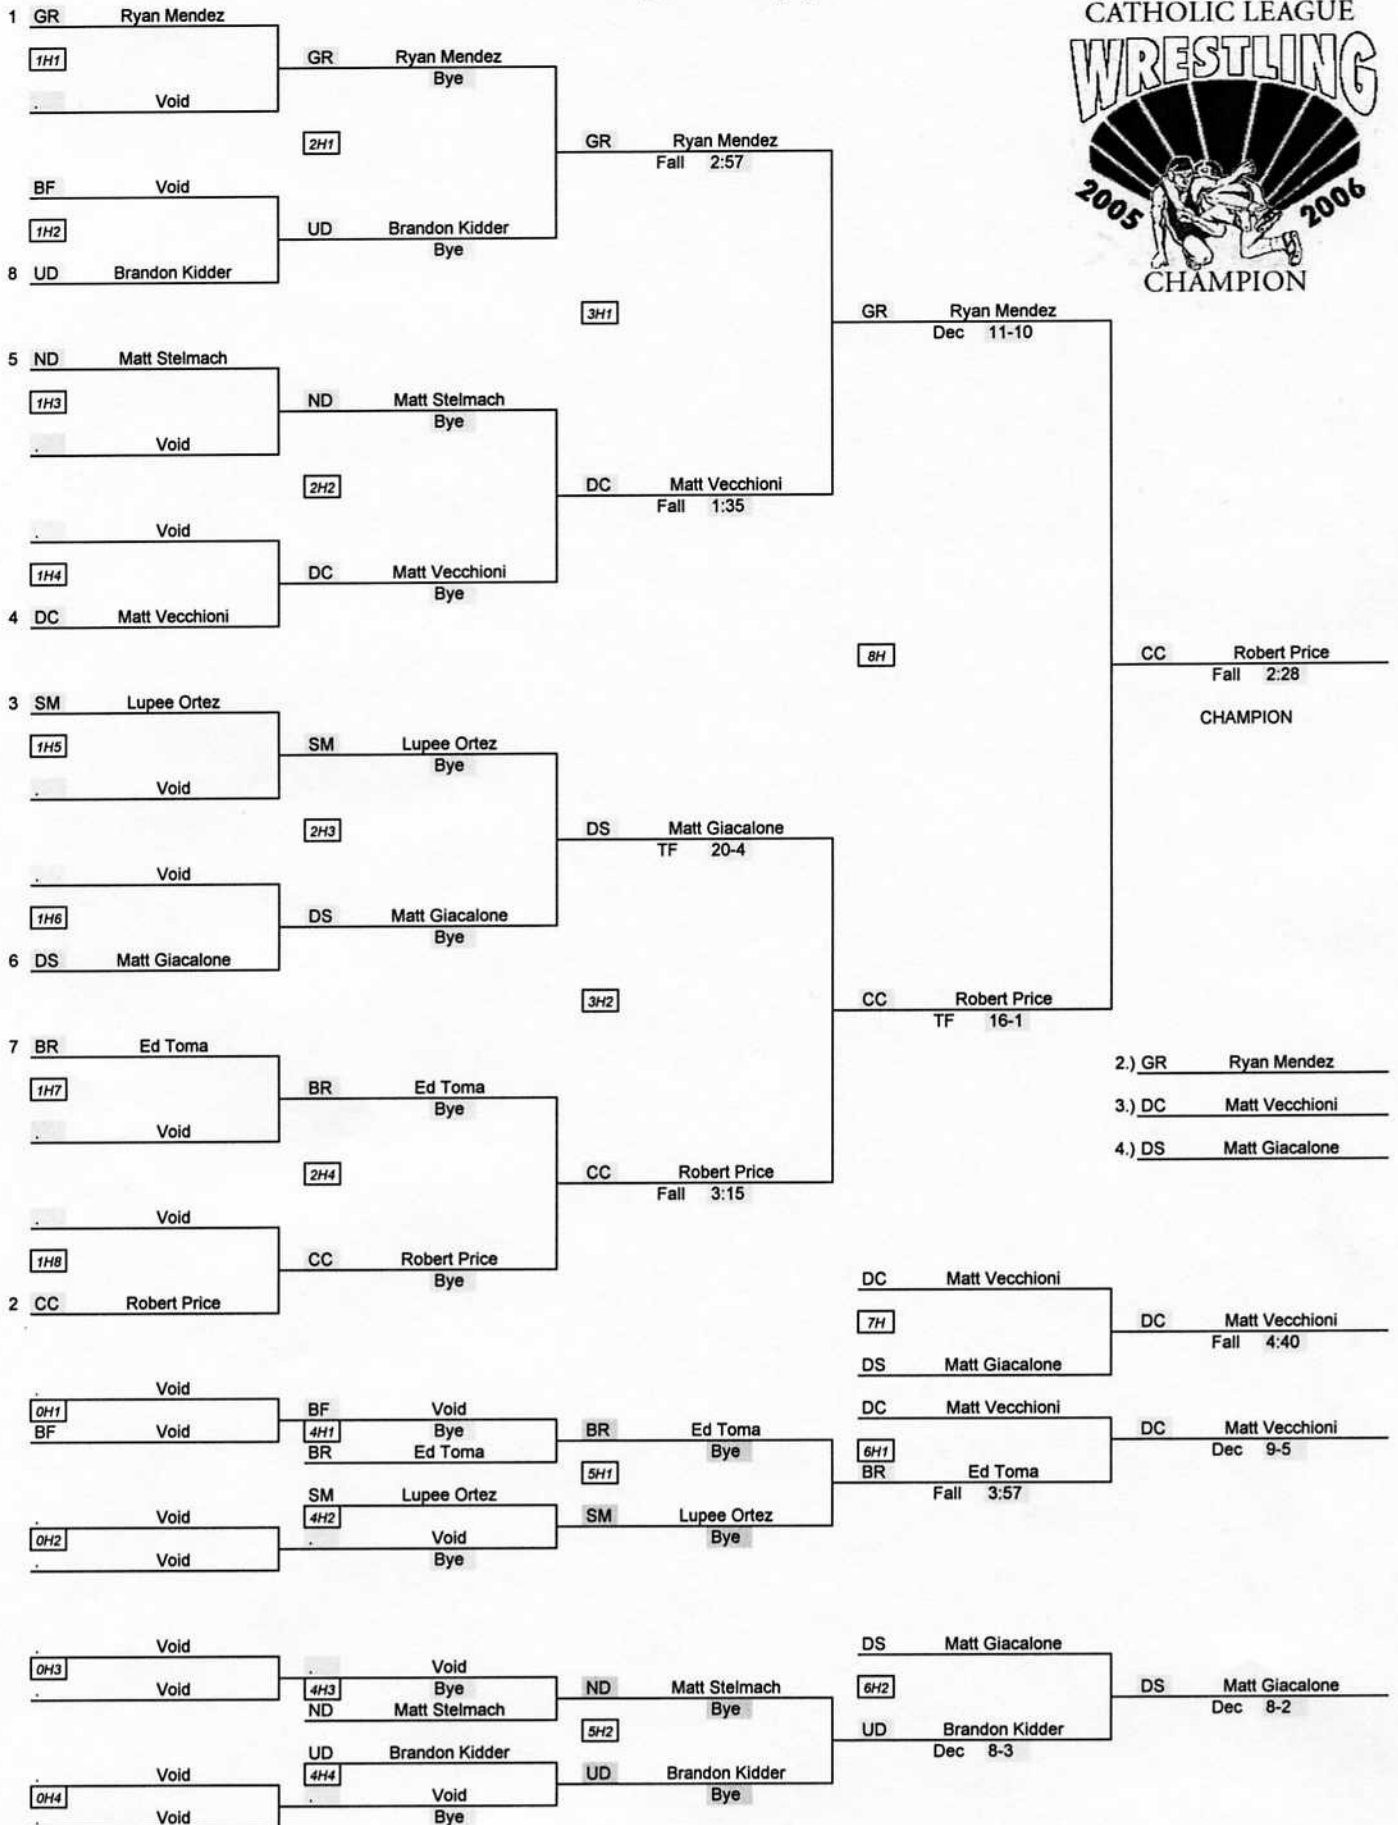 CATHOLIC LEAGUE
WRESTLING
2005 2006
CHAMPION
1 GR Ryan Mendez
1H1
. Void
BF Void
1H2
8 UD Brandon Kidder
5 ND Matt Stelmach
1H3
. Void
. Void
1H4
4 DC Matt Vecchioni
3 SM Lupee Ortez
1H5
. Void
. Void
1H6
6 DS Matt Giacalone
7 BR Ed Toma
1H7
. Void
. Void
1H8
2 CC Robert Price
GR Ryan Mendez
Bye
2H1
UD Brandon Kidder
Bye
ND Matt Stelmach
Bye
2H2
DC Matt Vecchioni
Bye
SM Lupee Ortez
Bye
2H3
DS Matt Giacalone
Bye
BR Ed Toma
Bye
2H4
CC Robert Price
Bye
GR Ryan Mendez
Fall 2:57
3H1
DC Matt Vecchioni
Fall 1:35
DS Matt Giacalone
TF 20-4
3H2
CC Robert Price
Fall 3:15
GR Ryan Mendez
Dec 11-10
8H
CC Robert Price
TF 16-1
CC Robert Price
Fall 2:28
CHAMPION
2.) GR Ryan Mendez
3.) DC Matt Vecchioni
4.) DS Matt Giacalone
DC Matt Vecchioni
7H
DS Matt Giacalone
DC Matt Vecchioni
Fall 4:40
. Void
0H1
BF Void
. Void
0H2
. Void
BF Void
4H1 Bye
BR Ed Toma
SM Lupee Ortez
4H2
. Void
Bye
BR Ed Toma
Bye
5H1
SM Lupee Ortez
Bye
DC Matt Vecchioni
6H1
BR Ed Toma
Fall 3:57
DC Matt Vecchioni
Dec 9-5
. Void
0H3
. Void
. Void
0H4
. Void
. Void
4H3 Bye
ND Matt Stelmach
UD Brandon Kidder
4H4
. Void
Bye
ND Matt Stelmach
Bye
5H2
UD Brandon Kidder
Bye
DS Matt Giacalone
6H2
UD Brandon Kidder
Dec 8-3
DS Matt Giacalone
Dec 8-2